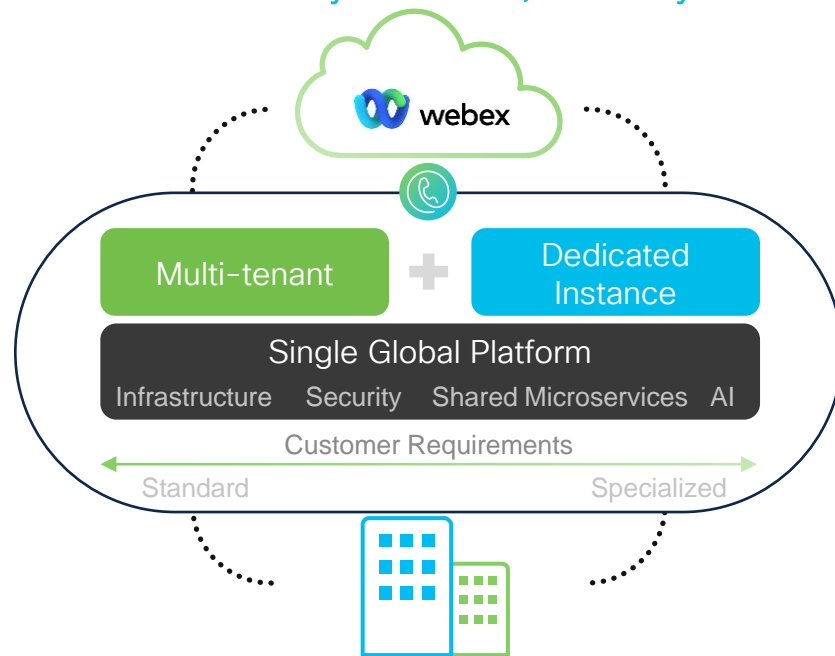 webex
Multi-tenant
Dedicated
Instance
Single Global Platform
Infrastructure Security Shared Microservices AI
Customer Requirements
Standard Specialized